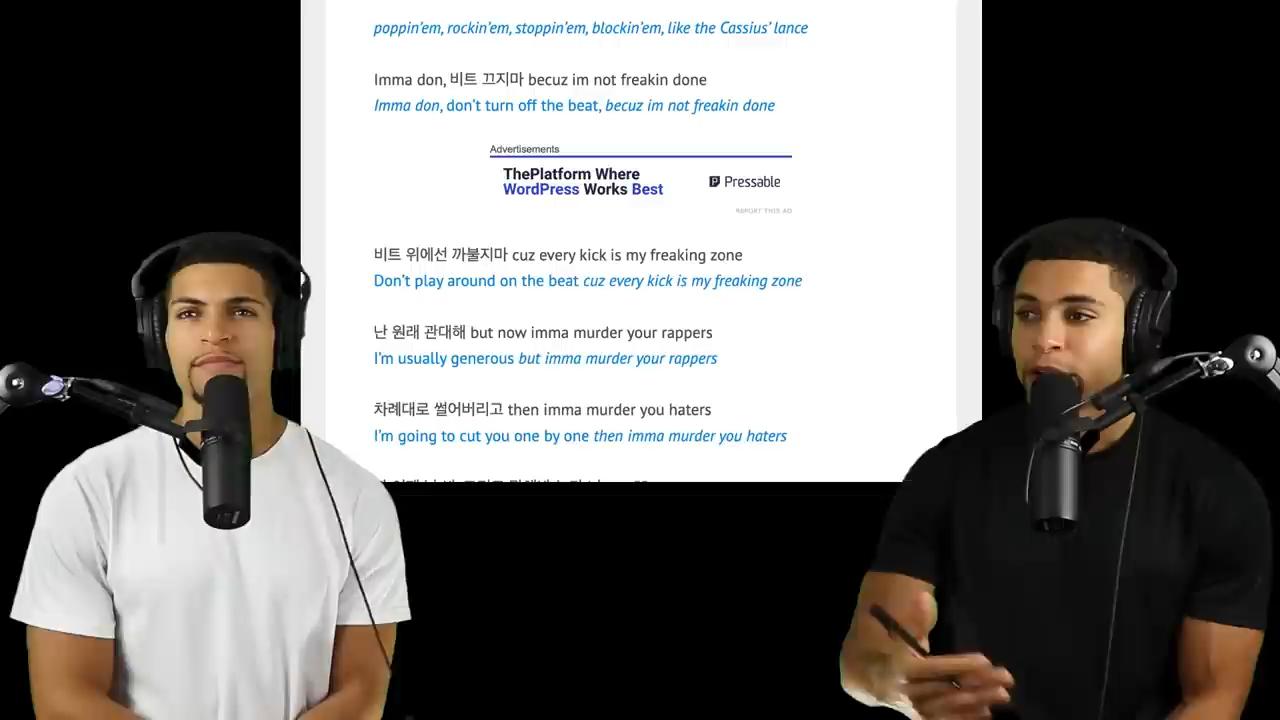 poppin'em, rockin'em, stoppin'em, blockin'em, like the Cassius' lance
Imma don, 비트 끄지마 becuz im not freakin done
Imma don, don't turn off the beat, becuz im not freakin done
Advertisements
ThePlatform Where
WordPress Works Best
Pressable
REPORT THIS AD
비트 위에선 까불지마 cuz every kick is my freaking zone
Don't play around on the beat cuz every kick is my freaking zone
난 원래 관대해 but now imma murder your rappers
I'm usually generous but imma murder your rappers
차례대로 썰어버리고 then imma murder you haters
I'm going to cut you one by one then imma murder you haters